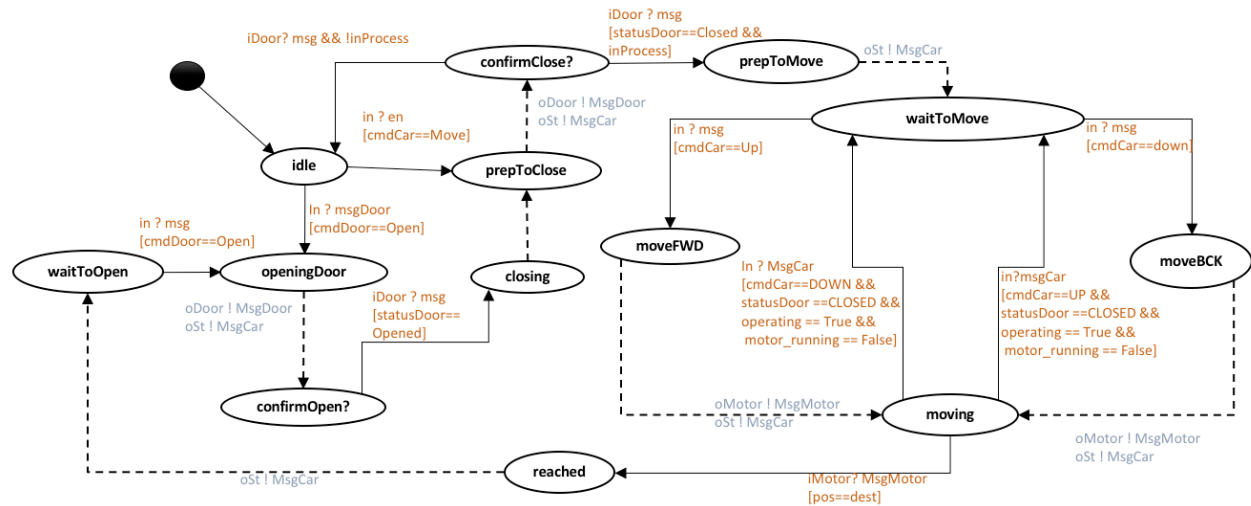 iDoor ? msg
[statusDoor==Closed &&
inProcess]
iDoor? msg && !inProcess
confirmClose?
prepToMove
oSt ! MsgCar
oDoor ! MsgDoor
oSt ! MsgCar
in ? en
[cmdCar==Move]
waitToMove
in ? msg
[cmdCar==Up]
in ? msg
[cmdCar==down]
idle
prepToClose
In ? msgDoor
[cmdDoor==Open]
in ? msg
[cmdDoor==Open]
waitToOpen
openingDoor
closing
moveFWD
moveBCK
oDoor ! MsgDoor
oSt ! MsgCar
iDoor ? msg
[statusDoor==
Opened]
In ? MsgCar
[cmdCar==DOWN &&
statusDoor ==CLOSED &&
operating == True &&
motor_running == False]
in?msgCar
[cmdCar==UP &&
statusDoor ==CLOSED &&
operating == True &&
motor_running == False]
confirmOpen?
oMotor ! MsgMotor
oSt ! MsgCar
moving
oMotor ! MsgMotor
oSt ! MsgCar
reached
oSt ! MsgCar
iMotor? MsgMotor
[pos==dest]